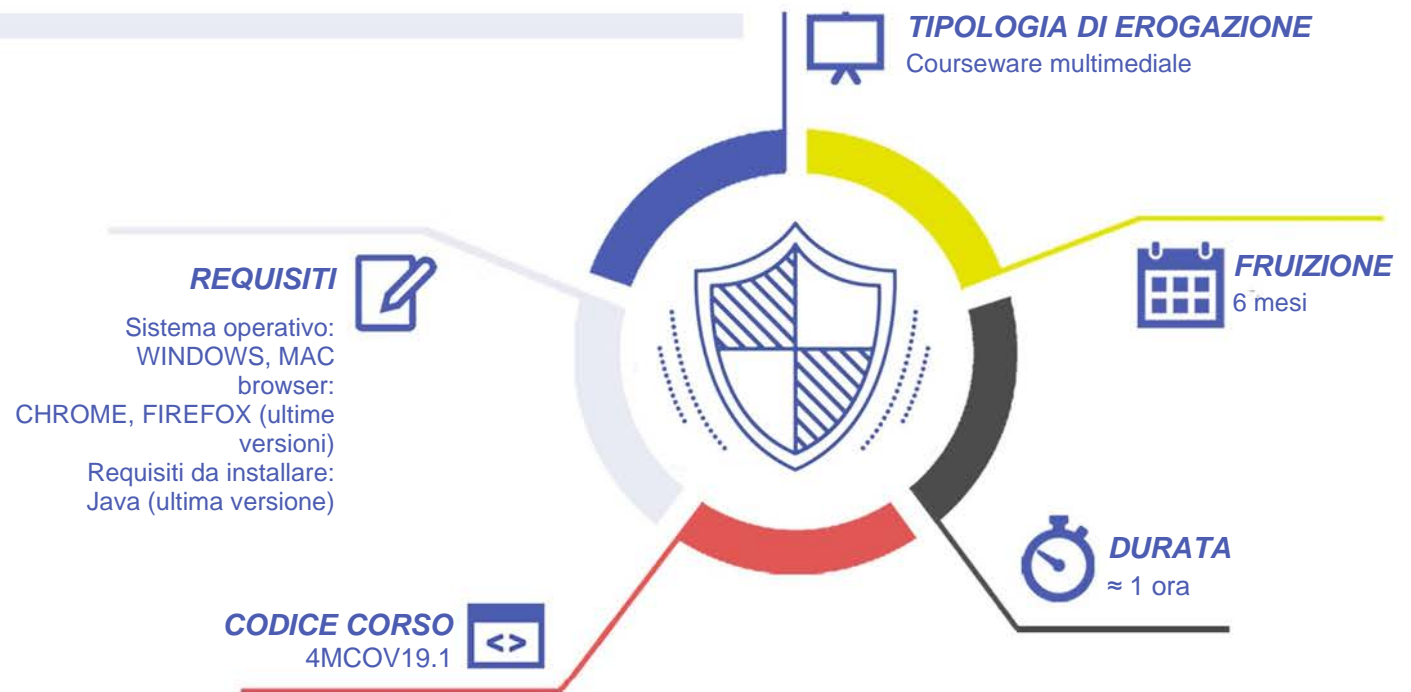 TIPOLOGIA DI EROGAZIONE
Courseware multimediale
REQUISITI
Sistema operativo:
WINDOWS, MAC
browser:
CHROME, FIREFOX (ultime
versioni)
Requisiti da installare:
Java (ultima versione)
FRUIZIONE
6 mesi
DURATA
≈ 1 ora
CODICE CORSO
4MCOV19.1
<>